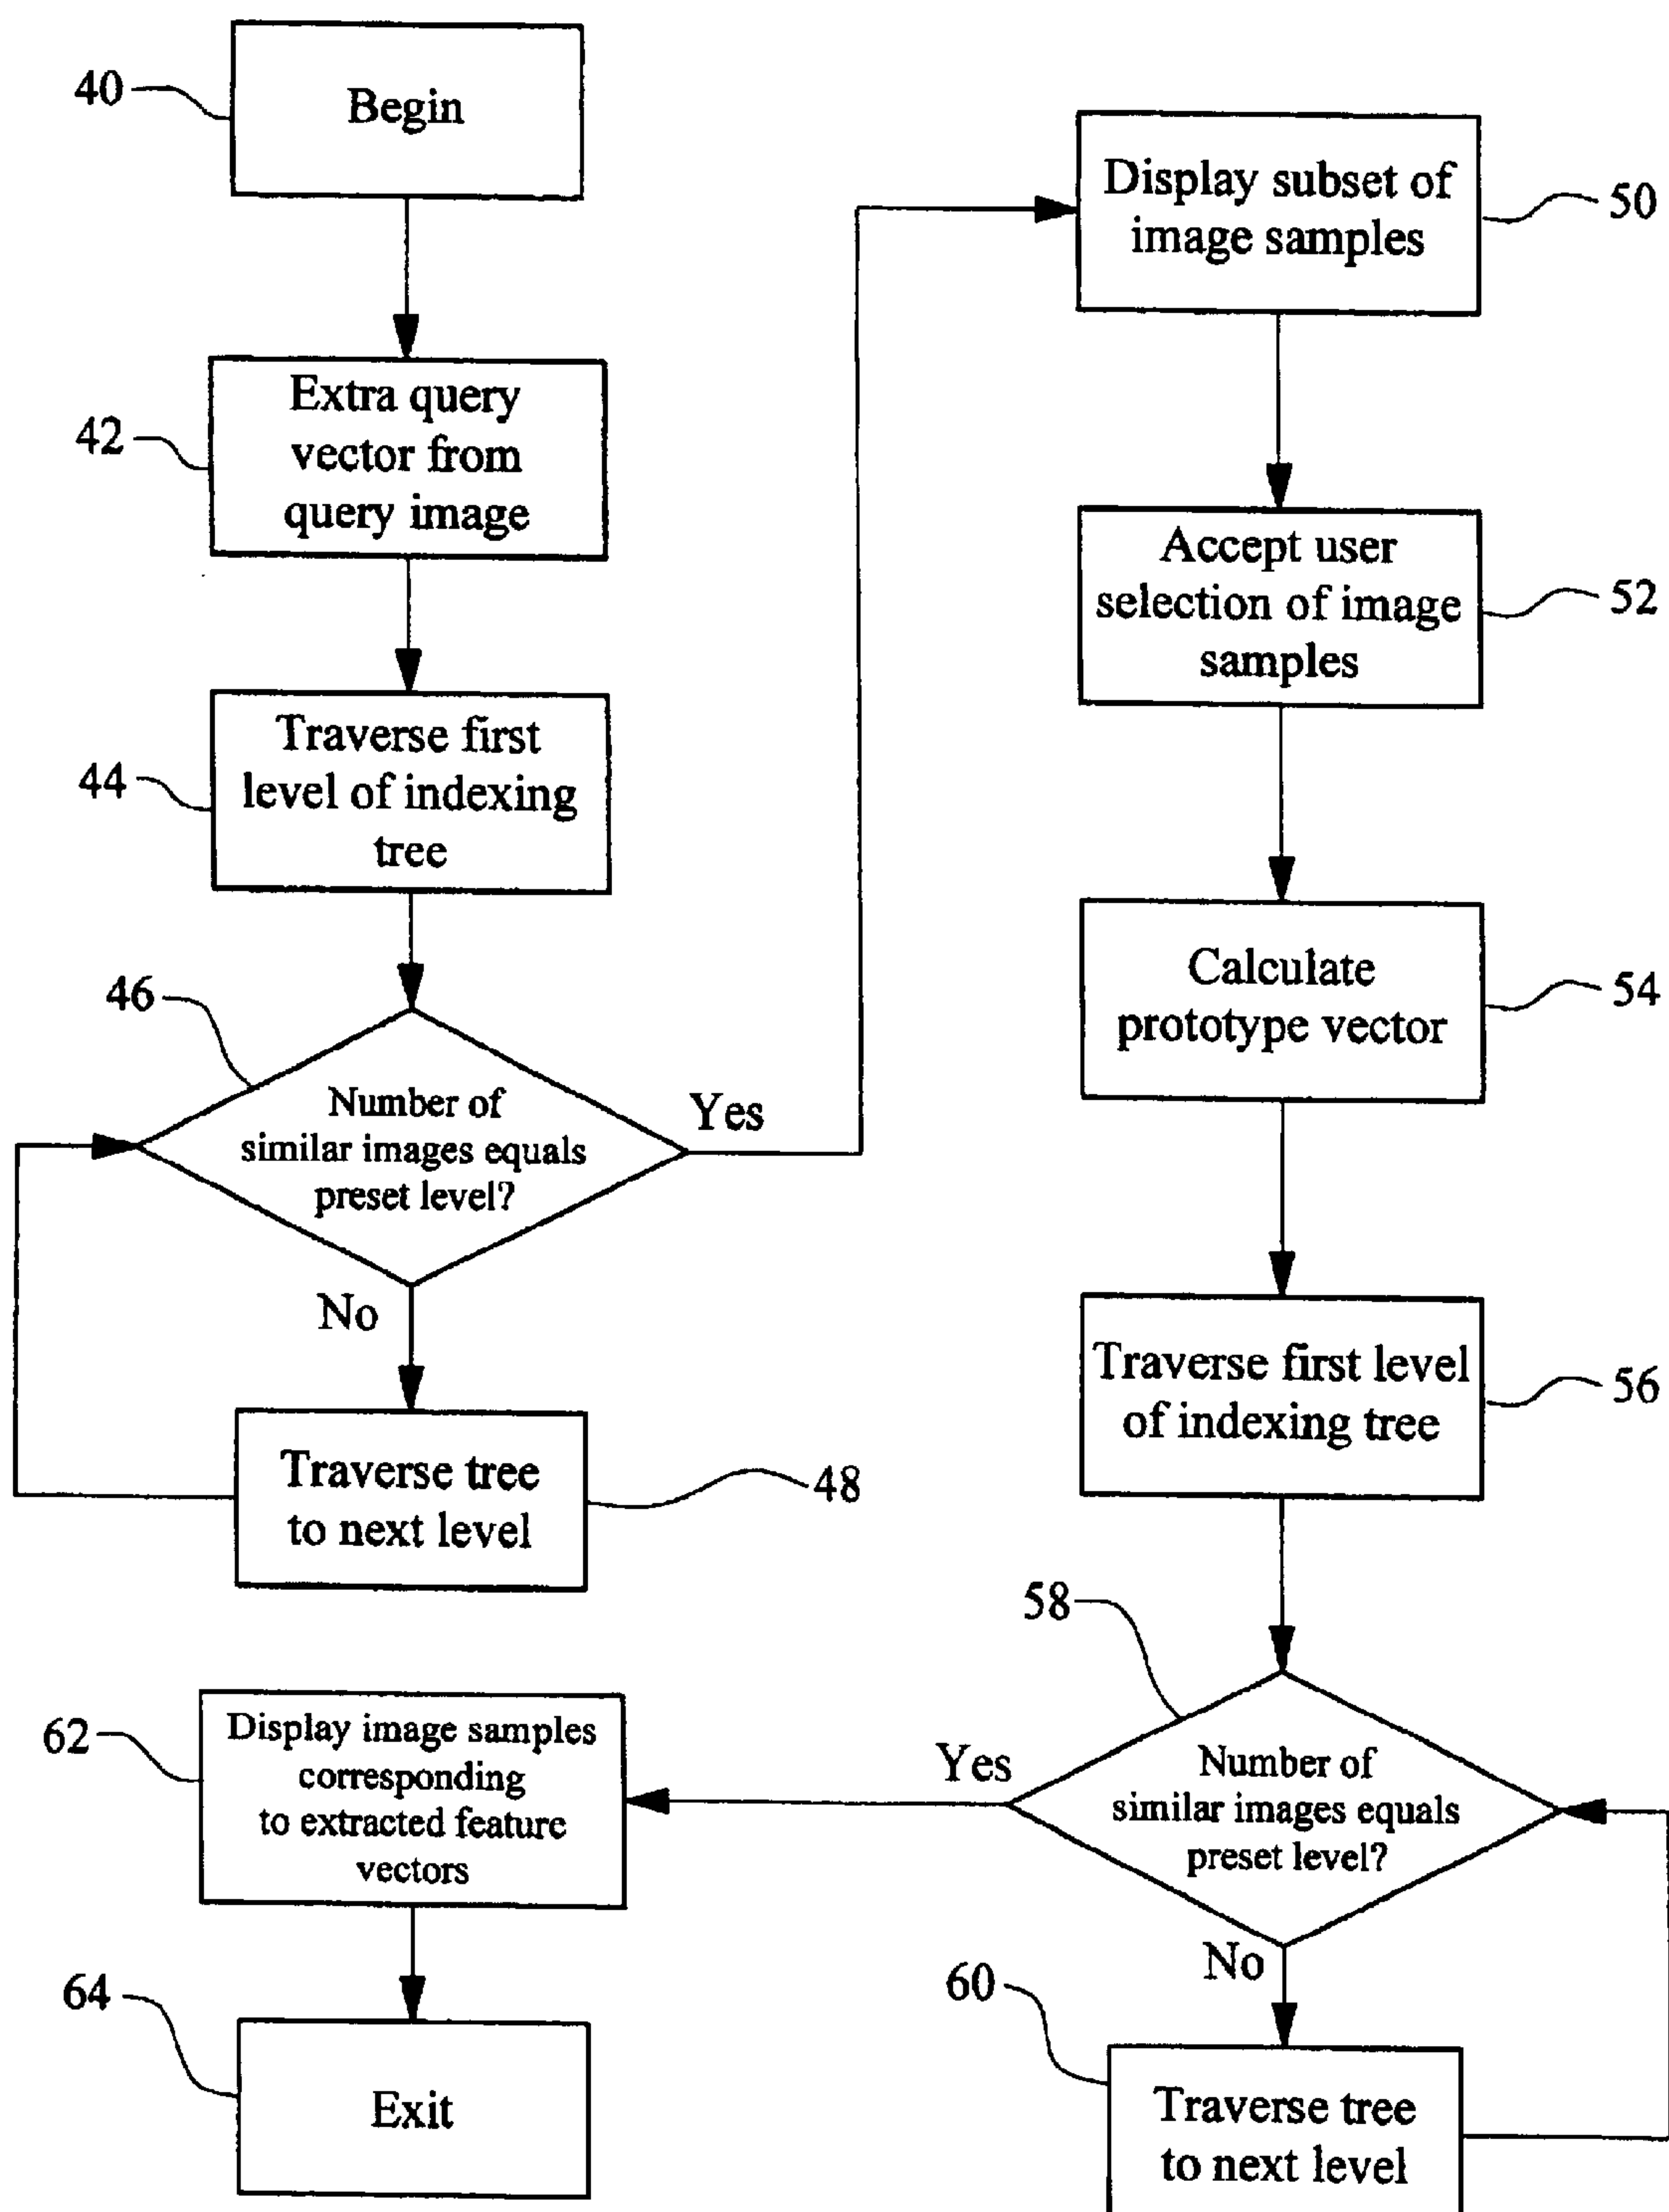 40
Begin
42
Extra query
vector from
query image
44
Traverse first
level of indexing
tree
46
Number of
similar images equals
preset level?
Yes
No
Traverse tree
to next level
48
Display subset of
image samples
50
Accept user
selection of image
samples
52
Calculate
prototype vector
54
Traverse first level
of indexing tree
56
58
Number of
similar images equals
preset level?
Yes
No
60
Traverse tree
to next level
62
Display image samples
corresponding
to extracted feature
vectors
64
Exit